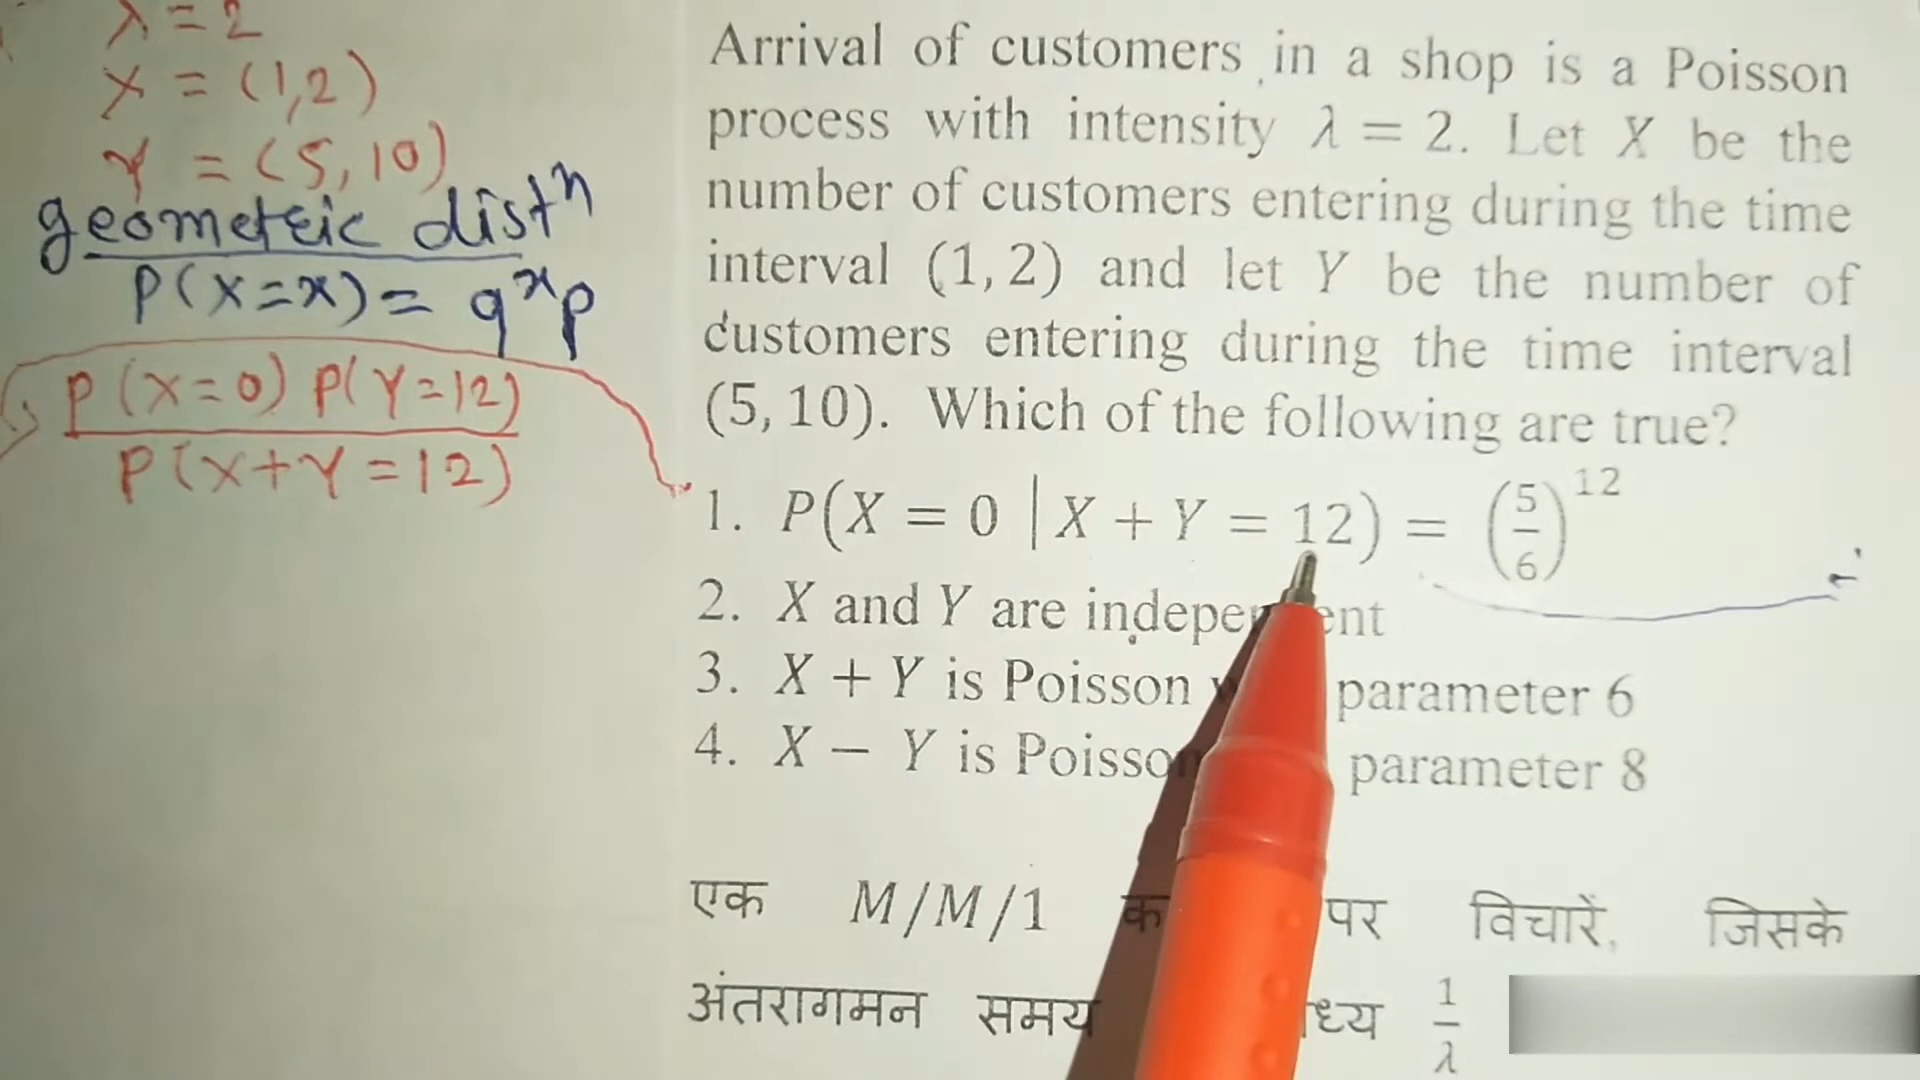 λ = 2
X = (1,2)
Y = (5,10)
geometric distⁿ
P(X=x) = qˣp
P(X=0) P(Y=12)
P(X+Y=12)
Arrival of customers in a shop is a Poisson
process with intensity λ = 2. Let X be the
number of customers entering during the time
interval (1, 2) and let Y be the number of
customers entering during the time interval
(5, 10). Which of the following are true?
1. P(X = 0 | X + Y = 12) = (5/6)¹²
2. X and Y are independent
3. X + Y is Poisson parameter 6
4. X − Y is Poisson parameter 8
एक M/M/1 पर विचारें, जिसके
अंतरागमन समय 1/λ